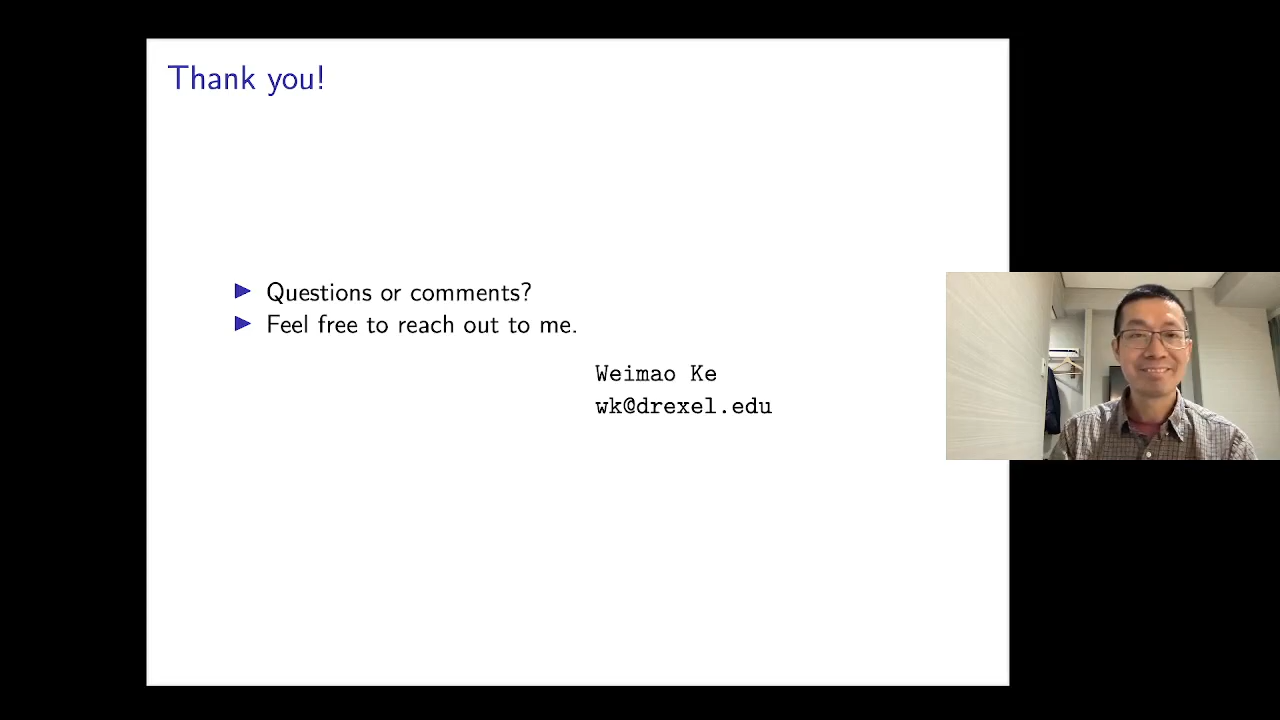 Thank you!
Questions or comments?
Feel free to reach out to me.
Weimao Ke
wk@drexel.edu